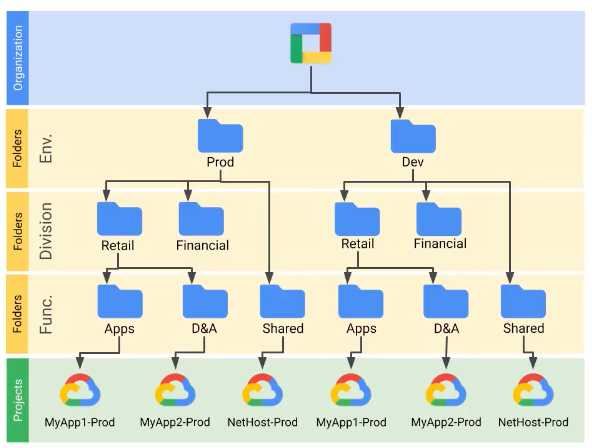 Organization
Folders
Env.
Prod
Dev
Folders
Division
Retail
Financial
Retail
Financial
Folders
Func.
Apps
D&A
Shared
Apps
D&A
Shared
Projects
MyApp1-Prod
MyApp2-Prod
NetHost-Prod
MyApp1-Prod
MyApp2-Prod
NetHost-Prod